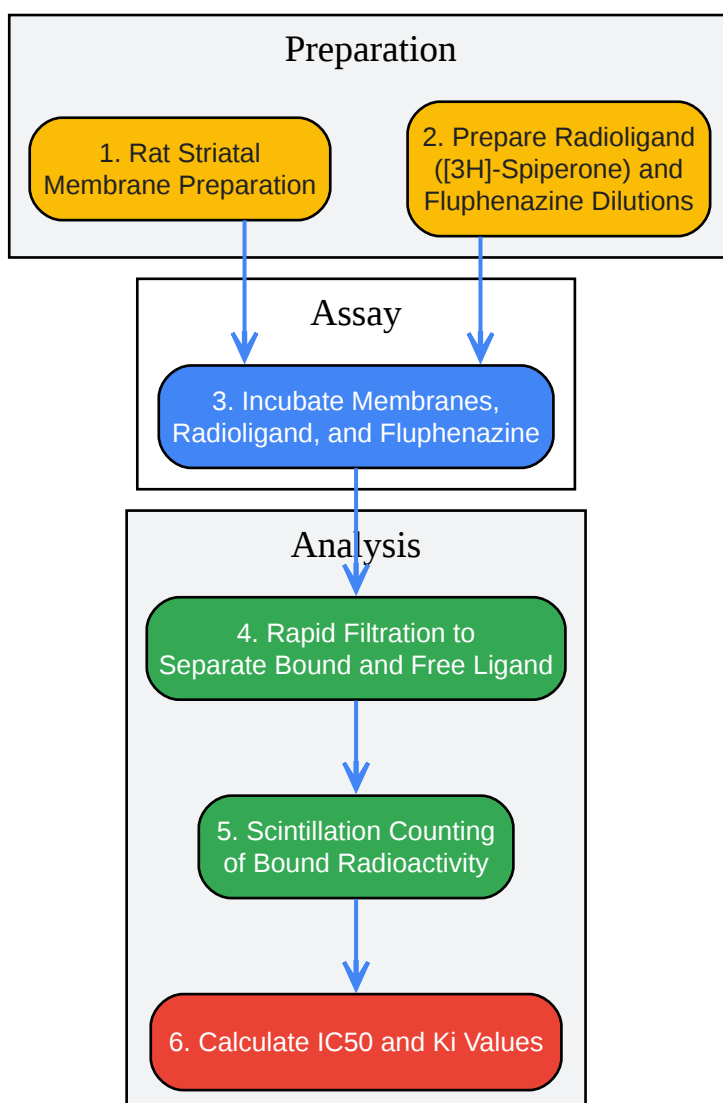 Preparation
1. Rat Striatal
Membrane Preparation
2. Prepare Radioligand
([3H]-Spiperone) and
Fluphenazine Dilutions
Assay
3. Incubate Membranes,
Radioligand, and Fluphenazine
Analysis
4. Rapid Filtration to
Separate Bound and Free Ligand
5. Scintillation Counting
of Bound Radioactivity
6. Calculate IC50 and Ki Values